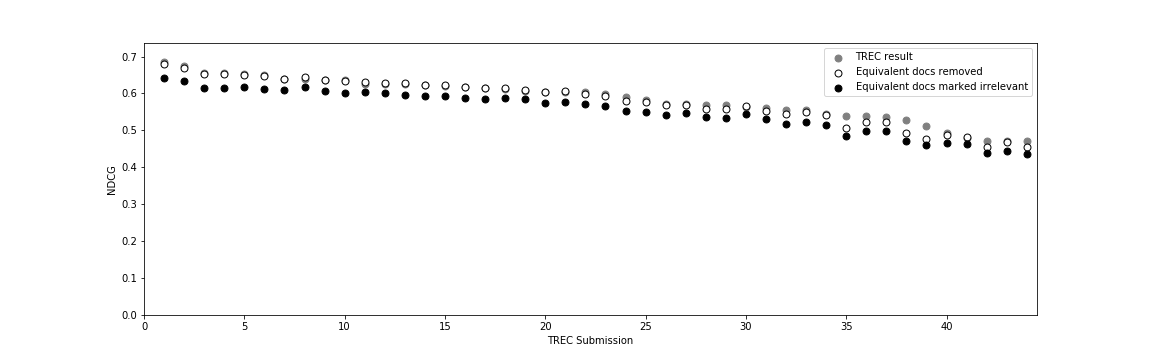 TREC result
Equivalent docs removed
Equivalent docs marked irrelevant
0.7
0.6
0.5
0.4
0.3
0.2
0.1
0.0
NDCG
0 5 10 15 20 25 30 35 40
TREC Submission